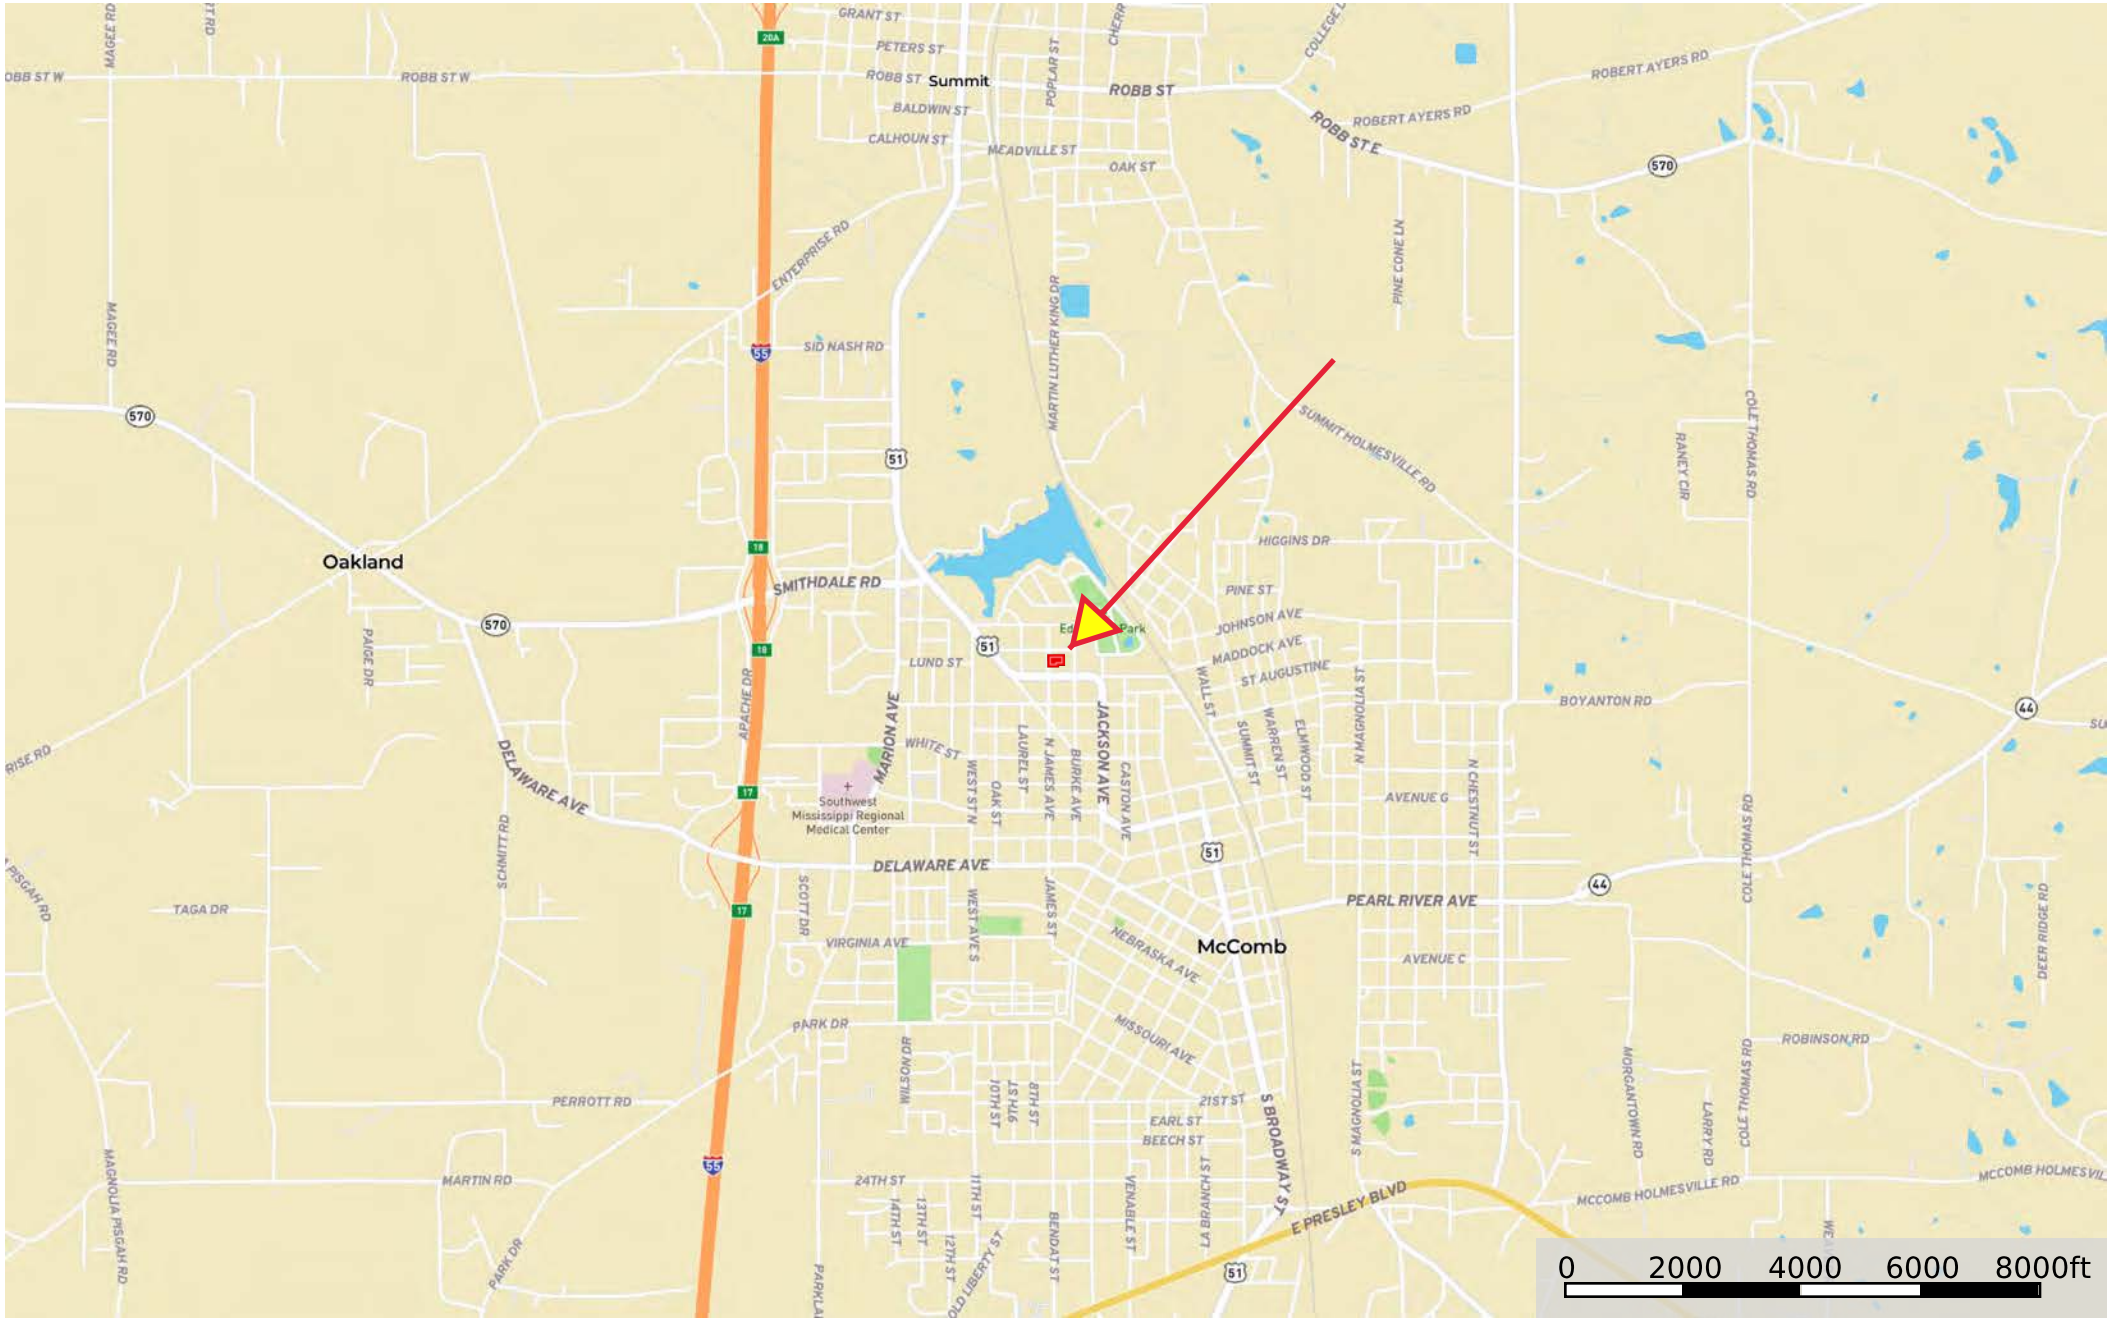 MAGEE RD
GRANT ST
20A
PETERS ST
POPLAR ST
ROBB ST W
ROBB ST
Summit
ROBB ST
ROBERT AYERS RD
BALDWIN ST
ROBERT AYERS RD
ROBB ST E
CALHOUN ST
MEADVILLE ST
OAK ST
570
ENTERPRISE RD
PINE CONE LN
MAGEE RD
MARTIN LUTHER KING DR
SID NASH RD
55
570
51
SUMMIT HOLMESVILLE RD
COLE THOMAS RD
RANEY CIR
HIGGINS DR
Oakland
18
SMITHDALE RD
PINE ST
570
JOHNSON AVE
Park
51
18
PAIGE DR
LUND ST
MADDOCK AVE
ST AUGUSTINE
WALL ST
N MAGNOLIA ST
BOYANTON RD
44
APACHE DR
MARION AVE
JACKSON AVE
WARREN ST
ELMWOOD ST
SUMMIT ST
DELAWARE AVE
WHITE ST
LAUREL ST
N JAMES AVE
BURKE AVE
CASTON AVE
WEST ST N
OAK ST
N CHESTNUT ST
17
AVENUE G
Southwest
Mississippi Regional
Medical Center
SCHMITT RD
COLE THOMAS RD
51
DELAWARE AVE
44
PISGAH RD
TAGA DR
17
SCOTT DR
WEST AVE S
JAMES ST
PEARL RIVER AVE
DEER RIDGE RD
VIRGINIA AVE
NEBRASKA AVE
McComb
AVENUE C
PARK DR
MISSOURI AVE
ROBINSON RD
WILSON DR
10TH ST
9TH ST
8TH ST
S MAGNOLIA ST
MORGANTOWN RD
COLE THOMAS RD
LARRY RD
PERROTT RD
21ST ST
EARL ST
BEECH ST
S BROADWAY ST
MAGNOLIA PISGAH RD
55
MARTIN RD
24TH ST
14TH ST
13TH ST
12TH ST
11TH ST
BENDAT ST
VENABLE ST
LA BRANCH ST
E PRESLEY BLVD
MCCOMB HOLMESVILLE RD
PARK DR
OLD LIBERTY ST
51
0 2000 4000 6000 8000ft